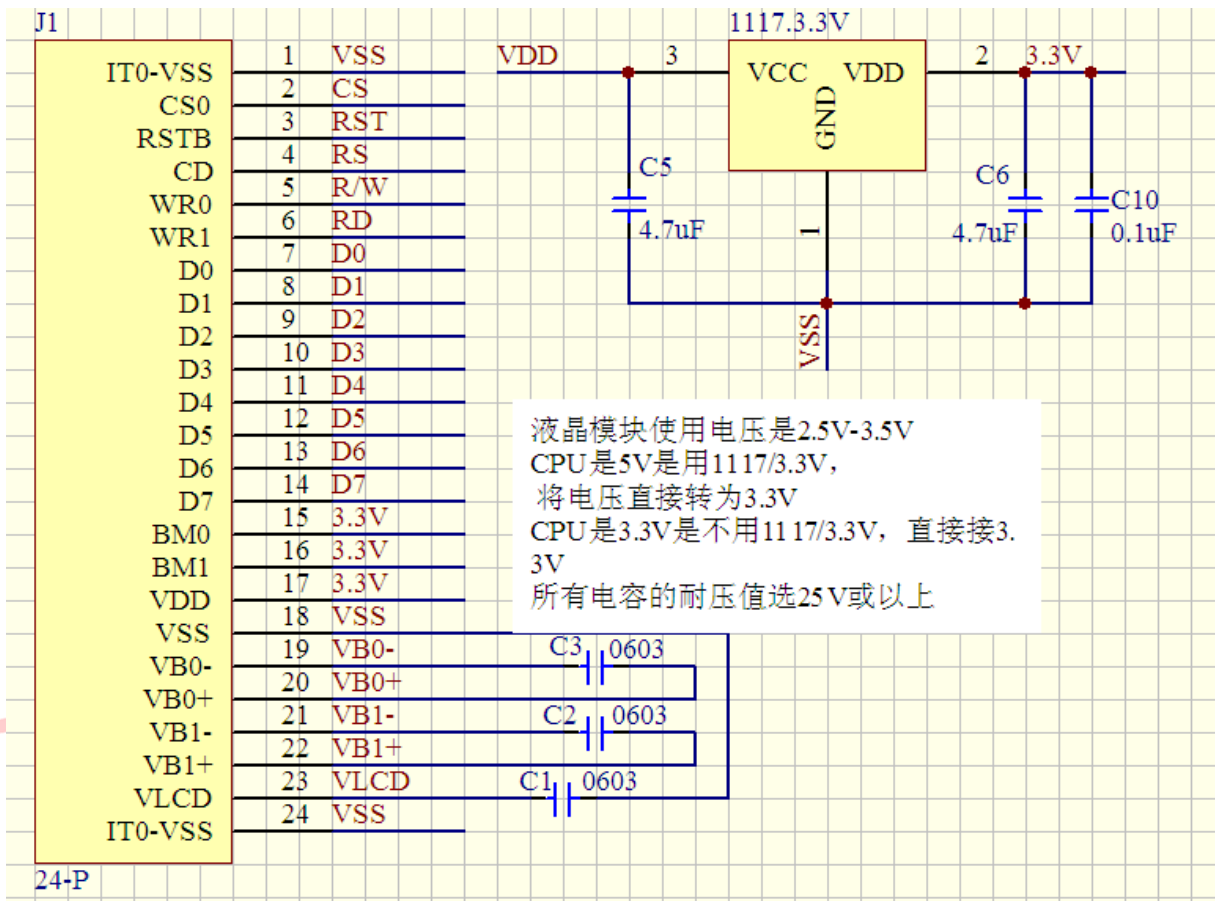 J1
1117.3.3V
IT0-VSS 1 VSS
CS0 2 CS
RSTB 3 RST
CD 4 RS
WR0 5 R/W
WR1 6 RD
D0 7 D0
D1 8 D1
D2 9 D2
D3 10 D3
D4 11 D4
D5 12 D5
D6 13 D6
D7 14 D7
BM0 15 3.3V
BM1 16 3.3V
VDD 17 3.3V
VSS 18 VSS
VB0- 19 VB0-
VB0+ 20 VB0+
VB1- 21 VB1-
VB1+ 22 VB1+
VLCD 23 VLCD
IT0-VSS 24 VSS
24-P
VDD 3 VCC VDD 2 3.3V
GND
C5
4.7uF
1
C6
4.7uF
C10
0.1uF
VSS
液晶模块使用电压是2.5V-3.5V
CPU是5V是用1117/3.3V，
将电压直接转为3.3V
CPU是3.3V是不用1117/3.3V，直接接3.
3V
所有电容的耐压值选25V或以上
C3 0603
C2 0603
C1 0603